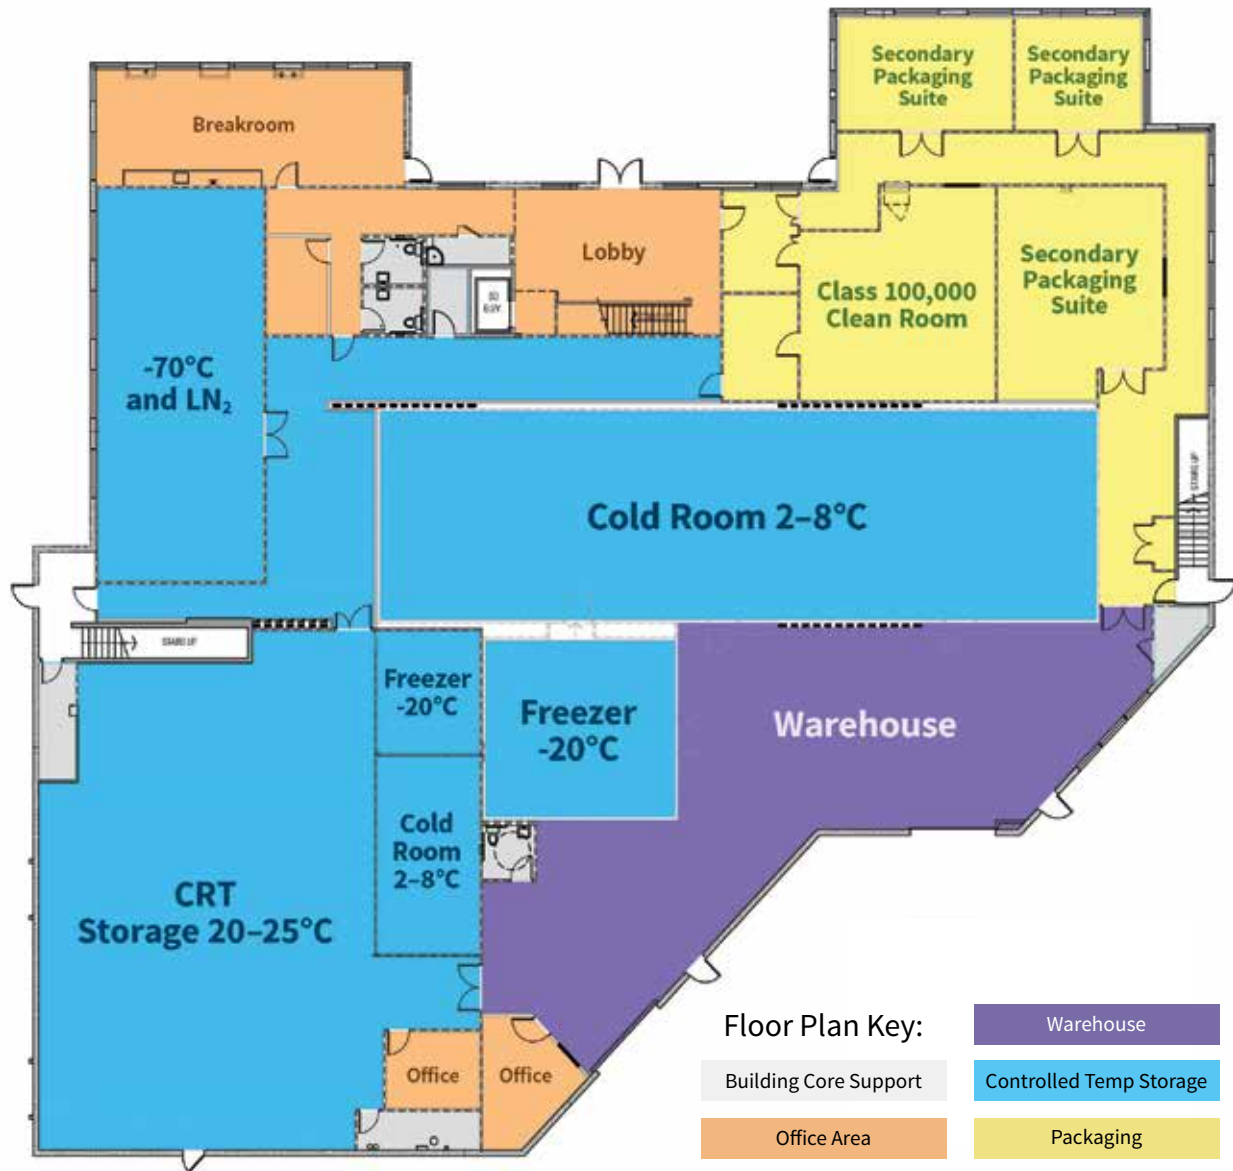 Secondary
Packaging
Suite
Secondary
Packaging
Suite
Breakroom
Lobby
Secondary
Packaging
Suite
Class 100,000
Clean Room
-70°C
and LN₂
Cold Room 2–8°C
STAIRS UP
STAIRS UP
Freezer
-20°C
Freezer
-20°C
Warehouse
Cold
Room
2–8°C
CRT
Storage 20–25°C
Office
Office
Floor Plan Key:
Warehouse
Building Core Support
Controlled Temp Storage
Office Area
Packaging